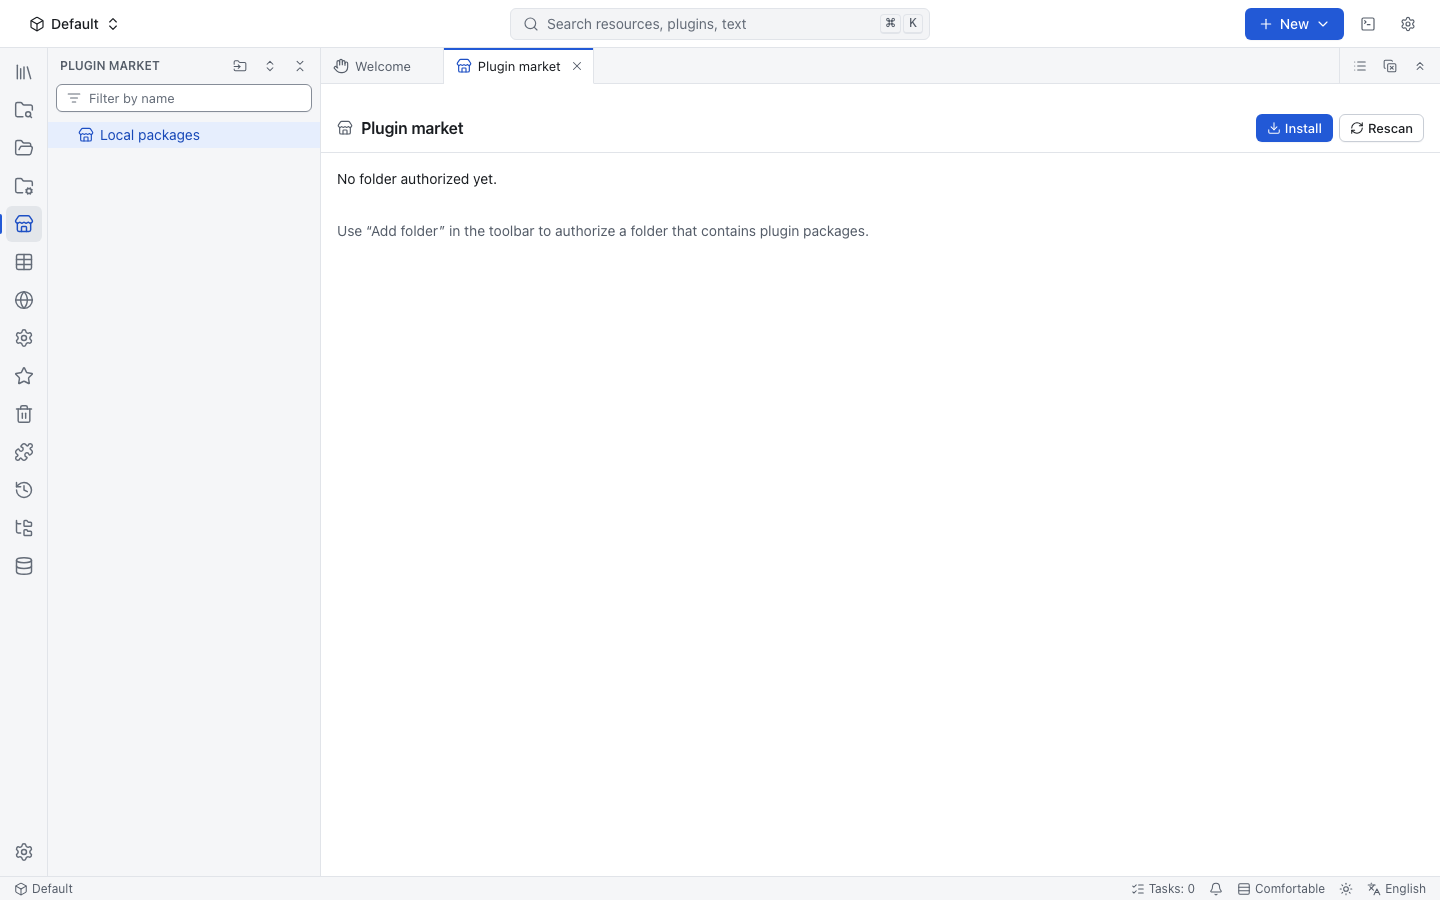 Default
Search resources, plugins, text
⌘ K
New
PLUGIN MARKET
Filter by name
Local packages
Welcome
Plugin market
Plugin market
Install
Rescan
No folder authorized yet.
Use “Add folder” in the toolbar to authorize a folder that contains plugin packages.
Default
Tasks: 0
Comfortable
English